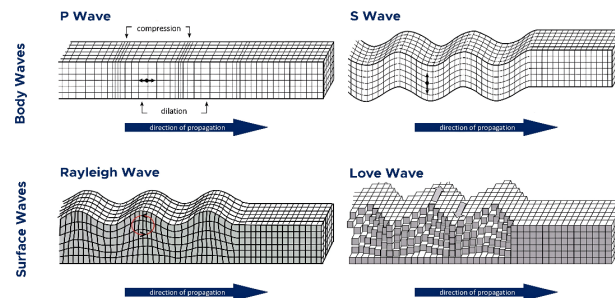 Body Waves
P Wave
compression
dilation
direction of propagation
S Wave
direction of propagation
Surface Waves
Rayleigh Wave
direction of propagation
Love Wave
direction of propagation